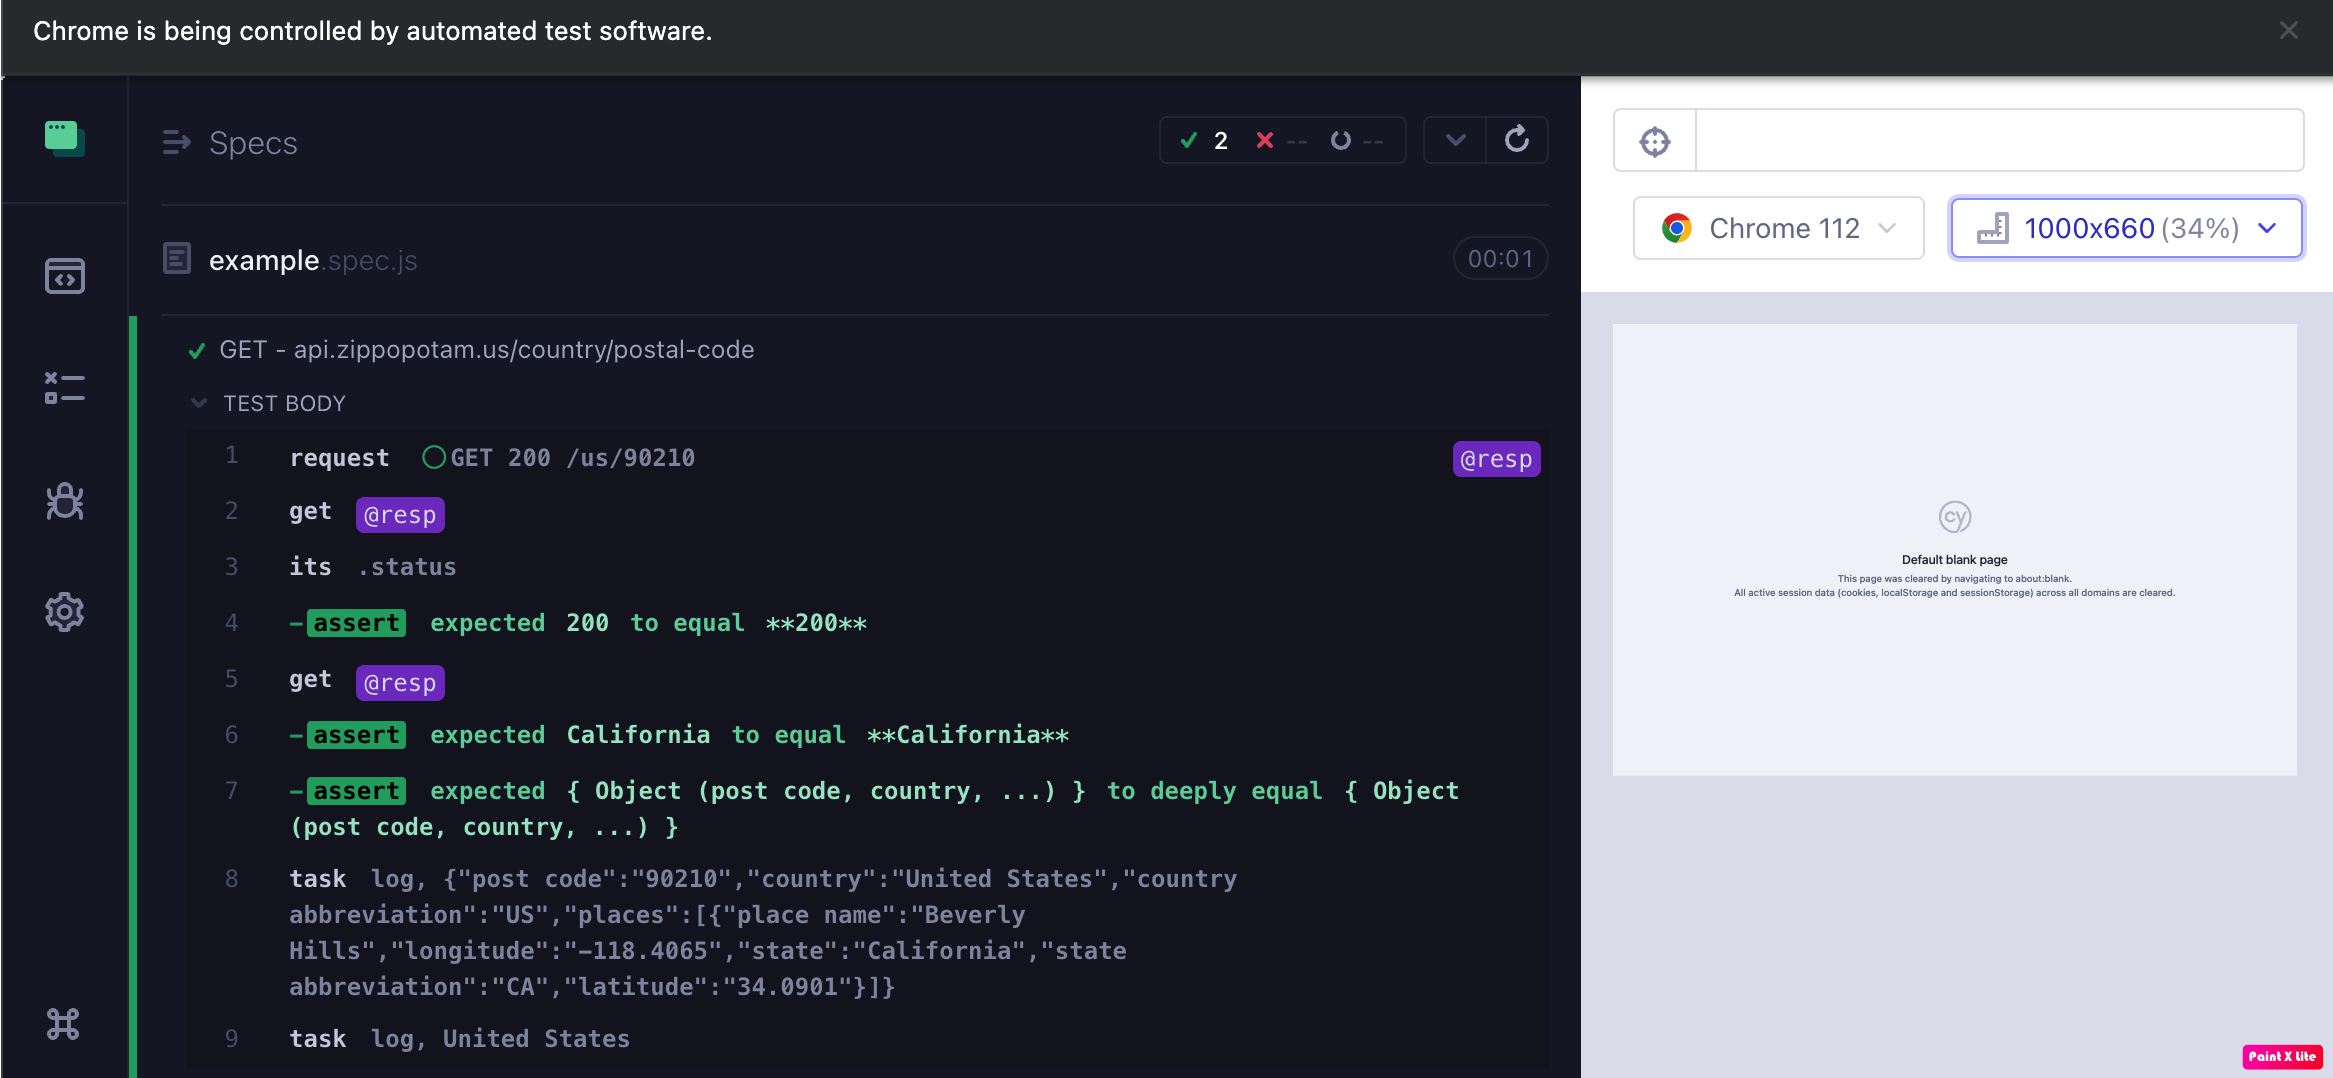 Chrome is being controlled by automated test software.
Specs
2 -- --
example.spec.js
00:01
Chrome 112
1000x660 (34%)
GET - api.zippopotam.us/country/postal-code
TEST BODY
1 request GET 200 /us/90210 @resp
2 get @resp
3 its .status
4 -assert expected 200 to equal **200**
5 get @resp
6 -assert expected California to equal **California**
7 -assert expected { Object (post code, country, ...) } to deeply equal { Object
(post code, country, ...) }
8 task log, {"post code":"90210","country":"United States","country
abbreviation":"US","places":[{"place name":"Beverly
Hills","longitude":"-118.4065","state":"California","state
abbreviation":"CA","latitude":"34.0901"}]}
9 task log, United States
cy
Default blank page
This page was cleared by navigating to about:blank.
All active session data (cookies, localStorage and sessionStorage) across all domains are cleared.
Paint X Lite